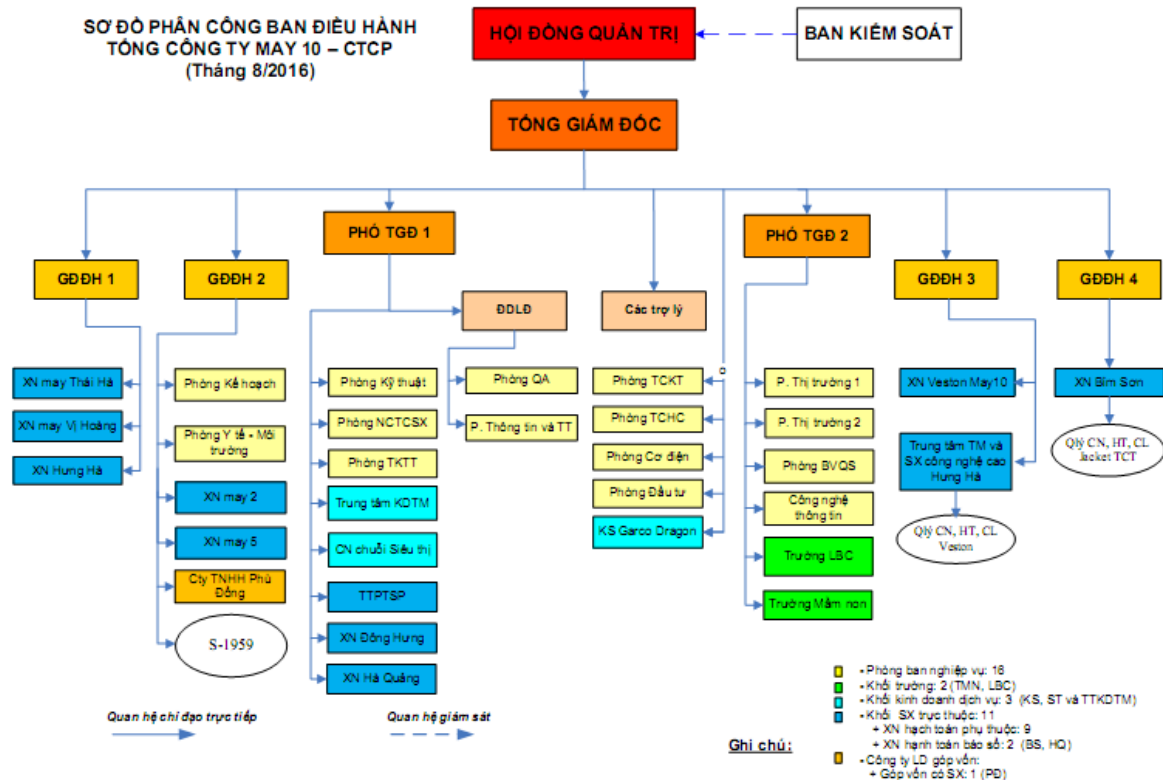 SƠ ĐỒ PHÂN CÔNG BAN ĐIỀU HÀNH
TỔNG CÔNG TY MAY 10 – CTCP
(Tháng 8/2016)
HỘI ĐỒNG QUẢN TRỊ
BAN KIỂM SOÁT
TỔNG GIÁM ĐỐC
PHÓ TGĐ 1
PHÓ TGĐ 2
GĐĐH 1
GĐĐH 2
GĐĐH 3
GĐĐH 4
ĐDLĐ
Các trợ lý
XN may Thái Hà
XN may Vị Hoàng
XN Hưng Hà
Phòng Kế hoạch
Phòng Y tế - Môi
trường
XN may 2
XN may 5
Cty TNHH Phù
Đổng
S-1959
Phòng Kỹ thuật
Phòng NCTCSX
Phòng TKTT
Trung tâm KDTM
CN chuỗi Siêu thị
TTPTSP
XN Đông Hưng
XN Hà Quảng
Phòng QA
P. Thông tin và TT
Phòng TCKT
Phòng TCHC
Phòng Cơ điện
Phòng Đầu tư
KS Garco Dragon
P. Thị trường 1
P. Thị trường 2
Phòng BVQS
Công nghệ
thông tin
Trường LBC
Trường Mầm non
XN Veston May10
Trung tâm TM và
SX công nghệ cao
Hưng Hà
Qlý CN, HT, CL
Veston
XN Bỉm Sơn
Qlý CN, HT, CL
Jacket TCT
Quan hệ chỉ đạo trực tiếp
Quan hệ giám sát
Ghi chú:
- Phòng ban nghiệp vụ: 16
- Khối trường: 2 (TMN, LBC)
- Khối kinh doanh dịch vụ: 3 (KS, ST và TTKDTM)
- Khối SX trực thuộc: 11
+ XN hạch toán phụ thuộc: 9
+ XN hạnh toán báo sổ: 2 (BS, HQ)
- Công ty LD góp vốn:
+ Góp vốn có SX: 1 (PĐ)